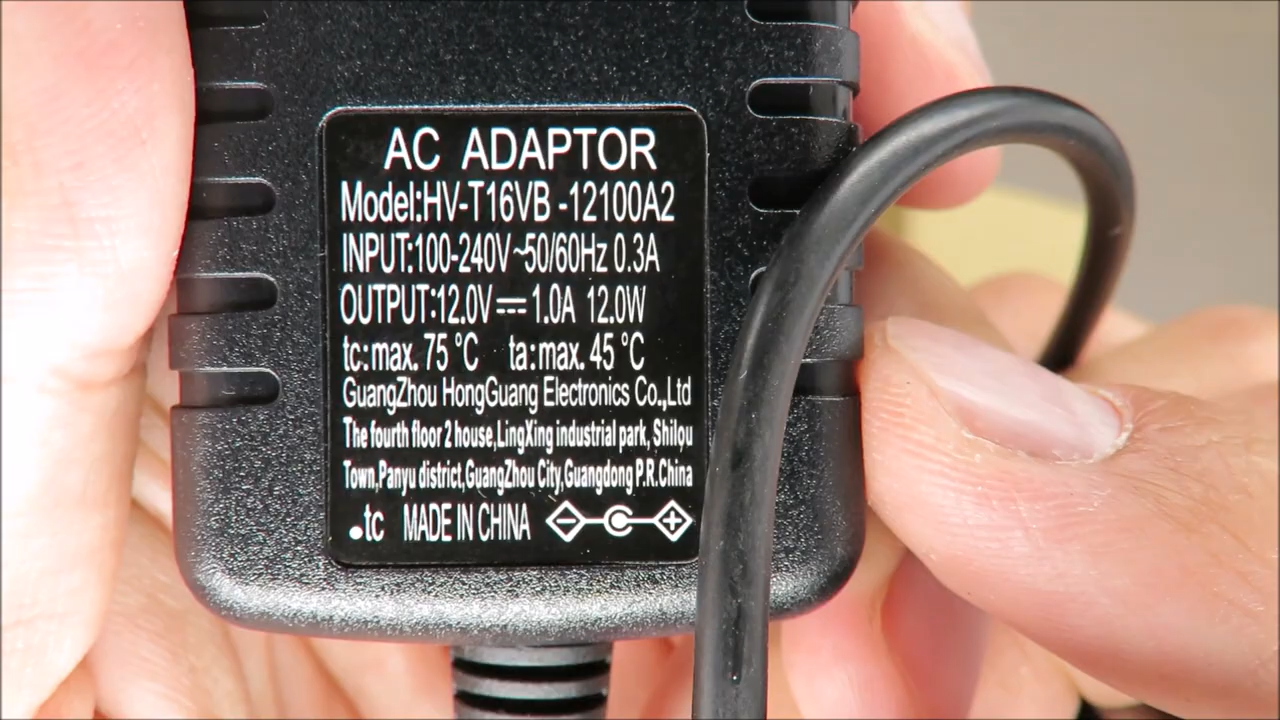 AC ADAPTOR
Model:HV-T16VB -12100A2
INPUT:100-240V~50/60Hz 0.3A
OUTPUT:12.0V⎓1.0A 12.0W
tc:max. 75 °C ta:max. 45 °C
GuangZhou HongGuang Electronics Co.,Ltd
The fourth floor 2 house,LingXing industrial park, Shilou
Town,Panyu district,GuangZhou City,Guangdong P.R.China
.tc MADE IN CHINA